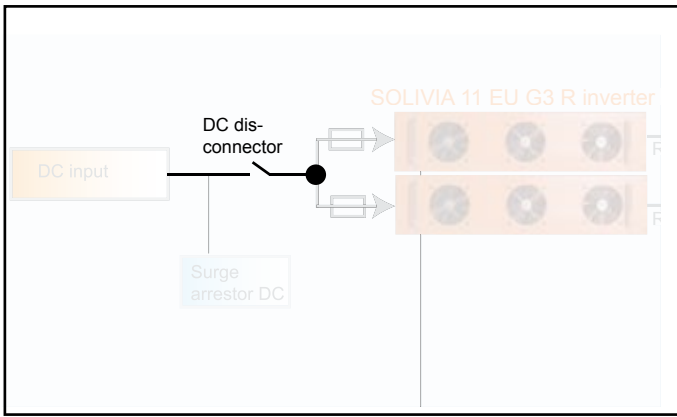 SOLIVIA 11 EU G3 R inverter
DC dis-
connector
DC input
R
R
Surge
arrestor DC